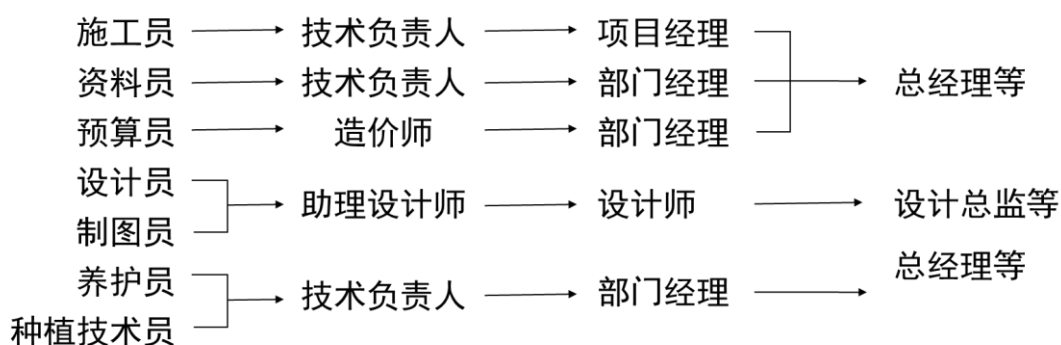 施工员 技术负责人 项目经理
资料员 技术负责人 部门经理 总经理等
预算员 造价师 部门经理
设计员
助理设计师 设计师 设计总监等
制图员
总经理等
养护员
技术负责人 部门经理
种植技术员